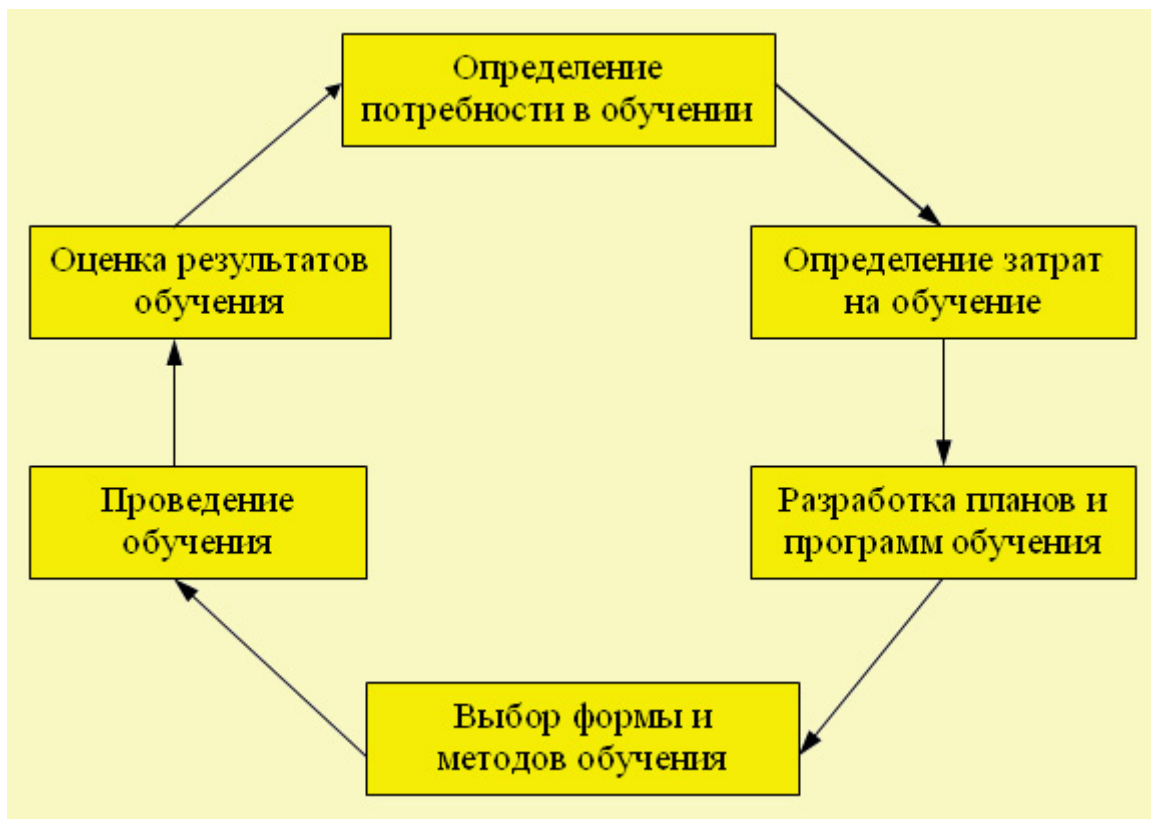 Определение
потребности в обучении
Определение затрат
на обучение
Разработка планов и
программ обучения
Выбор формы и
методов обучения
Проведение
обучения
Оценка результатов
обучения